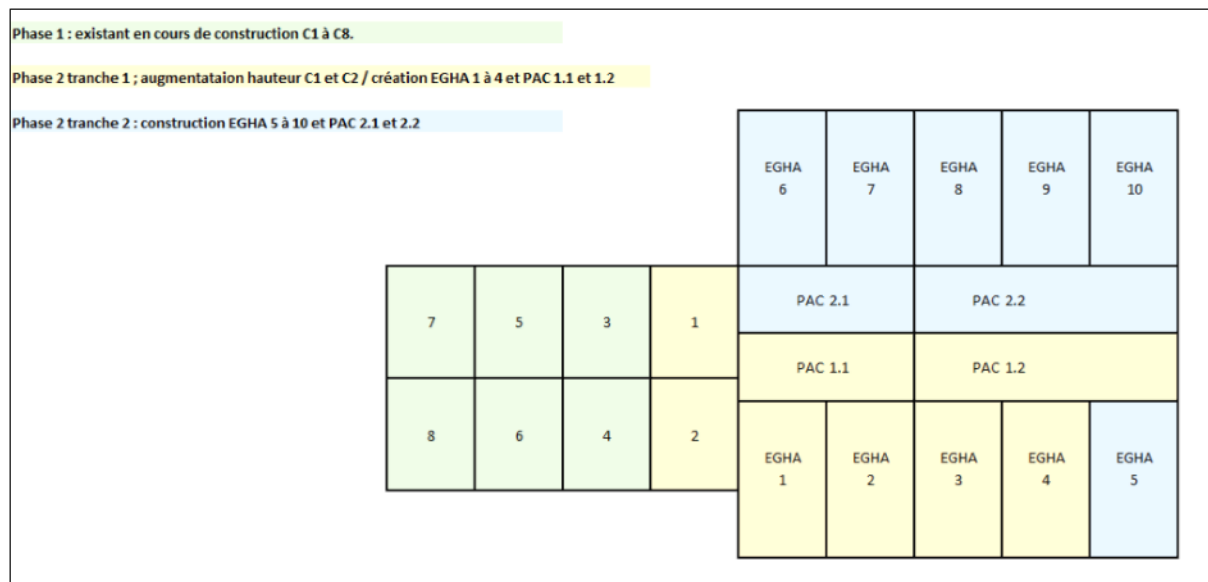 Phase 1 : existant en cours de construction C1 à C8.
Phase 2 tranche 1 ; augmentataion hauteur C1 et C2 / création EGHA 1 à 4 et PAC 1.1 et 1.2
Phase 2 tranche 2 : construction EGHA 5 à 10 et PAC 2.1 et 2.2
EGHA 6
EGHA 7
EGHA 8
EGHA 9
EGHA 10
7
5
3
1
PAC 2.1
PAC 2.2
PAC 1.1
PAC 1.2
8
6
4
2
EGHA 1
EGHA 2
EGHA 3
EGHA 4
EGHA 5